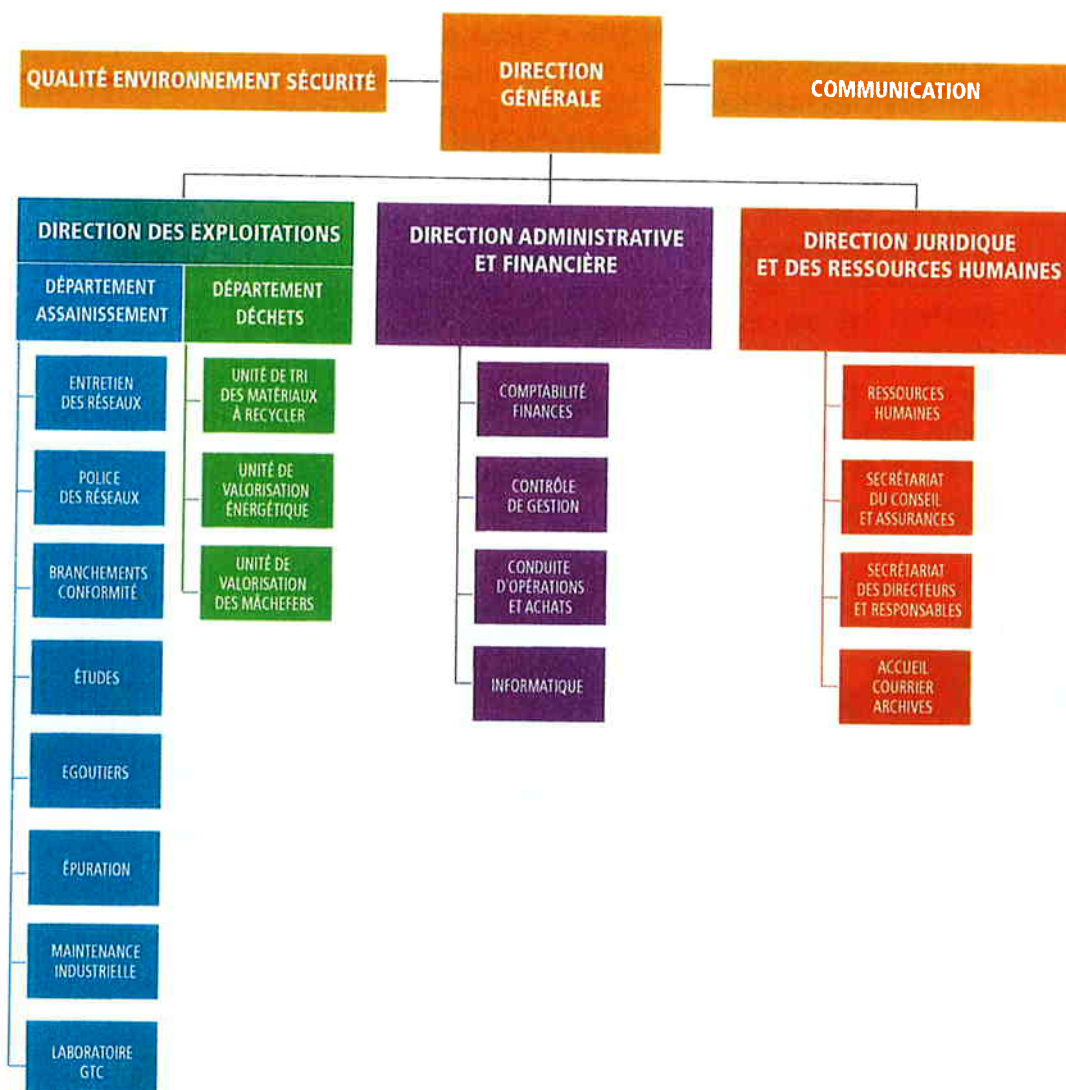 QUALITÉ ENVIRONNEMENT SÉCURITÉ
DIRECTION
GÉNÉRALE
COMMUNICATION
DIRECTION DES EXPLOITATIONS
DÉPARTEMENT
ASSAINISSEMENT
ENTRETIEN
DES RÉSEAUX
POLICE
DES RÉSEAUX
BRANCHEMENTS
CONFORMITÉ
ÉTUDES
EGOUTIERS
ÉPURATION
MAINTENANCE
INDUSTRIELLE
LABORATOIRE
GTC
DÉPARTEMENT
DÉCHETS
UNITÉ DE TRI
DES MATÉRIAUX
À RECYCLER
UNITÉ DE
VALORISATION
ÉNERGÉTIQUE
UNITÉ DE
VALORISATION
DES MÂCHEFERS
DIRECTION ADMINISTRATIVE
ET FINANCIÈRE
COMPTABILITÉ
FINANCES
CONTRÔLE
DE GESTION
CONDUITE
D'OPÉRATIONS
ET ACHATS
INFORMATIQUE
DIRECTION JURIDIQUE
ET DES RESSOURCES HUMAINES
RESSOURCES
HUMAINES
SECRÉTARIAT
DU CONSEIL
ET ASSURANCES
SECRÉTARIAT
DES DIRECTEURS
ET RESPONSABLES
ACCUEIL
COURRIER
ARCHIVES